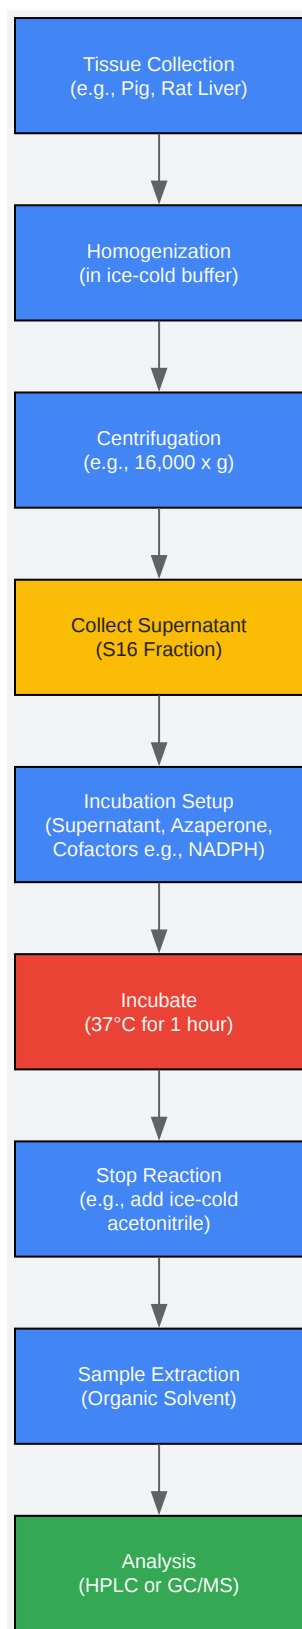 Tissue Collection
(e.g., Pig, Rat Liver)
Homogenization
(in ice-cold buffer)
Centrifugation
(e.g., 16,000 x g)
Collect Supernatant
(S16 Fraction)
Incubation Setup
(Supernatant, Azaperone,
Cofactors e.g., NADPH)
Incubate
(37°C for 1 hour)
Stop Reaction
(e.g., add ice-cold
acetonitrile)
Sample Extraction
(Organic Solvent)
Analysis
(HPLC or GC/MS)